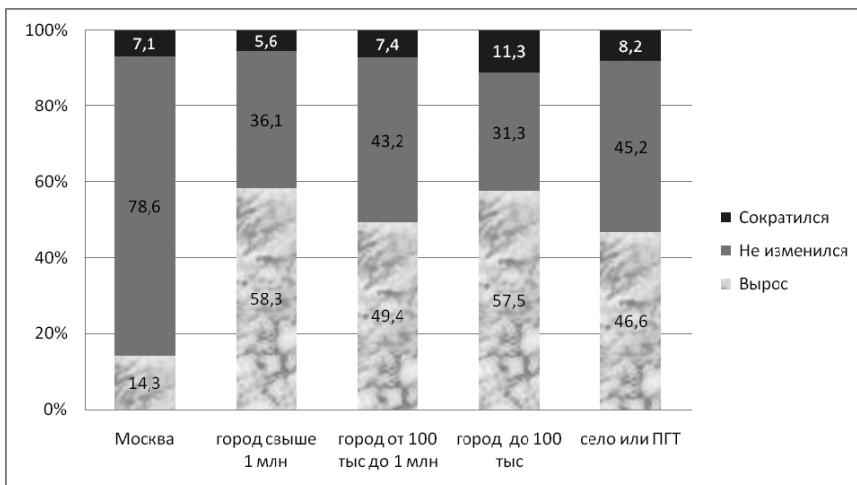 100%
80%
60%
40%
20%
0%
7,1
5,6
7,4
11,3
8,2
78,6
36,1
43,2
31,3
45,2
14,3
58,3
49,4
57,5
46,6
Москва
город свыше
1 млн
город от 100
тыс до 1 млн
город до 100
тыс
село или ПГТ
Сократился
Не изменился
Вырос